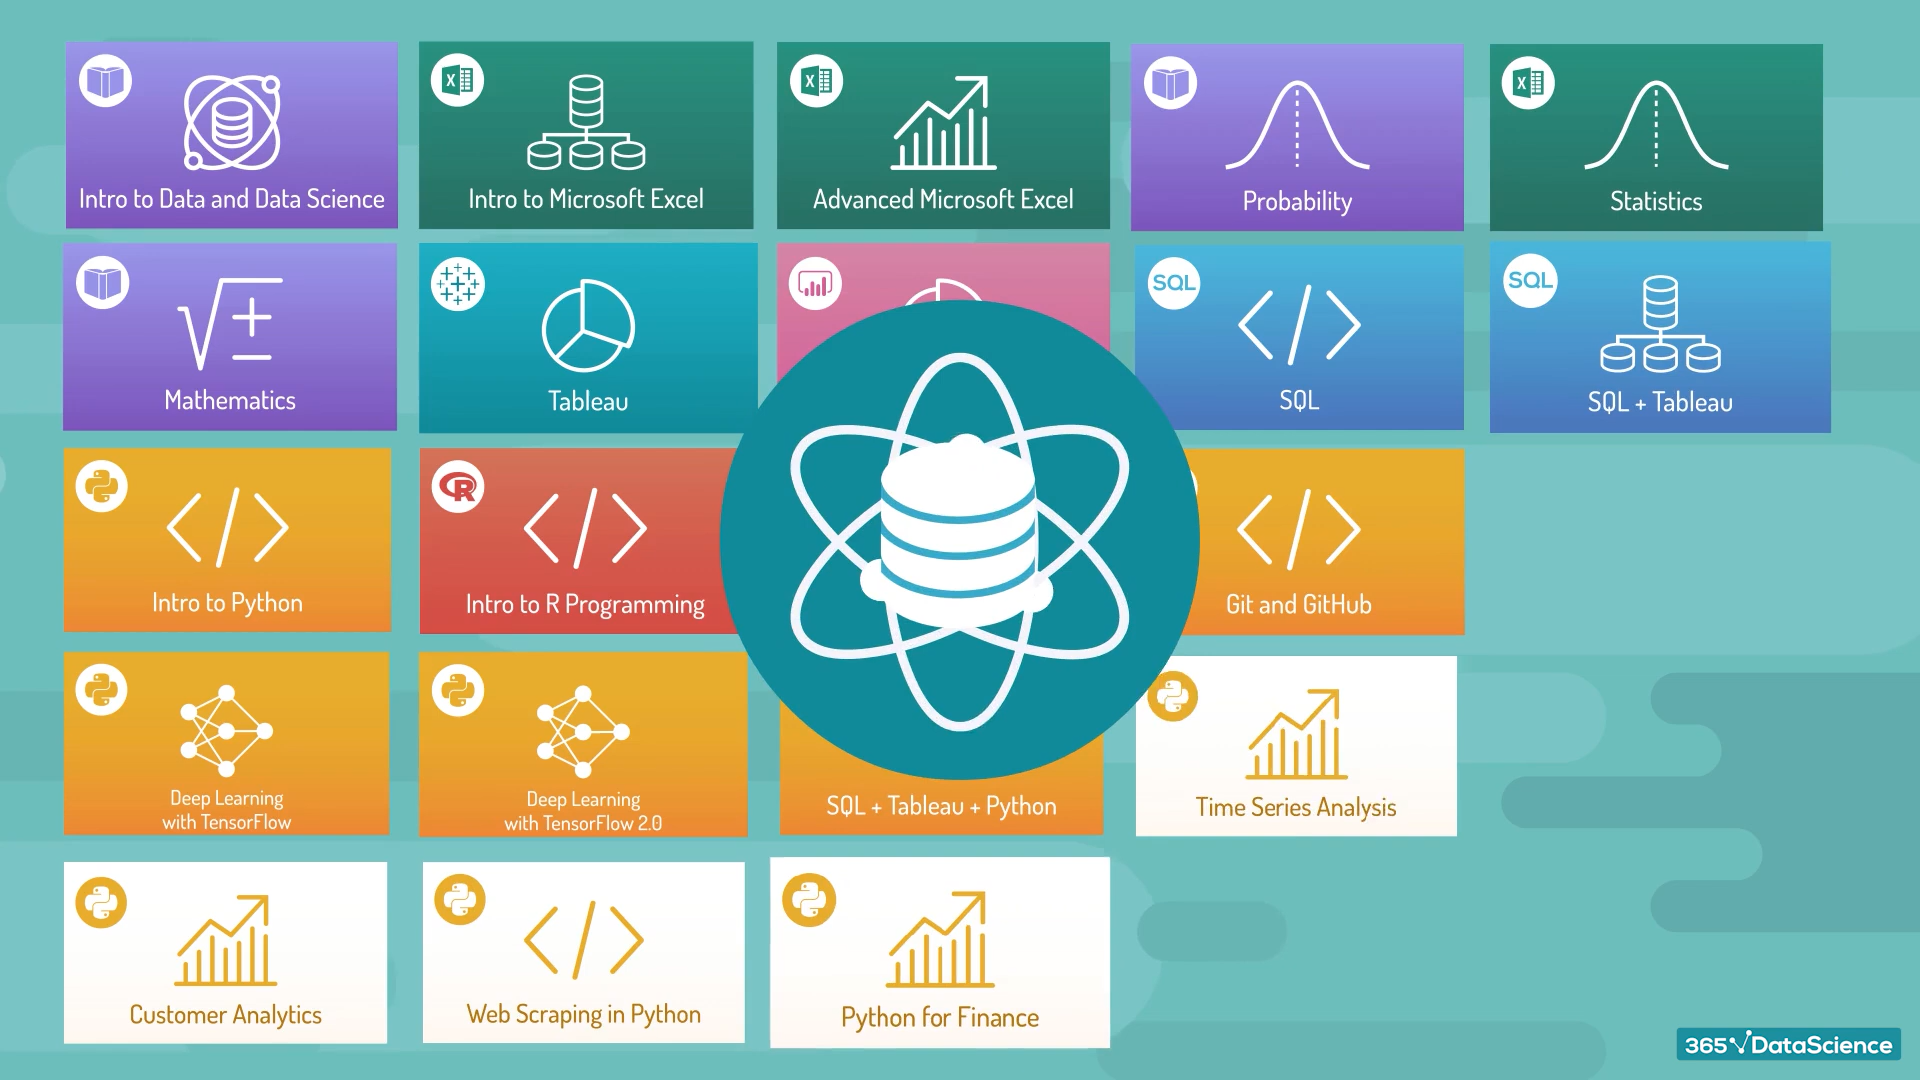 Intro to Data and Data Science
X
Intro to Microsoft Excel
X
Advanced Microsoft Excel
Probability
X
Statistics
Mathematics
Tableau
SQL
SQL
SQL
SQL + Tableau
Intro to Python
R
Intro to R Programming
Git and GitHub
Deep Learning
with TensorFlow
Deep Learning
with TensorFlow 2.0
SQL + Tableau + Python
Time Series Analysis
Customer Analytics
Web Scraping in Python
Python for Finance
365 DataScience